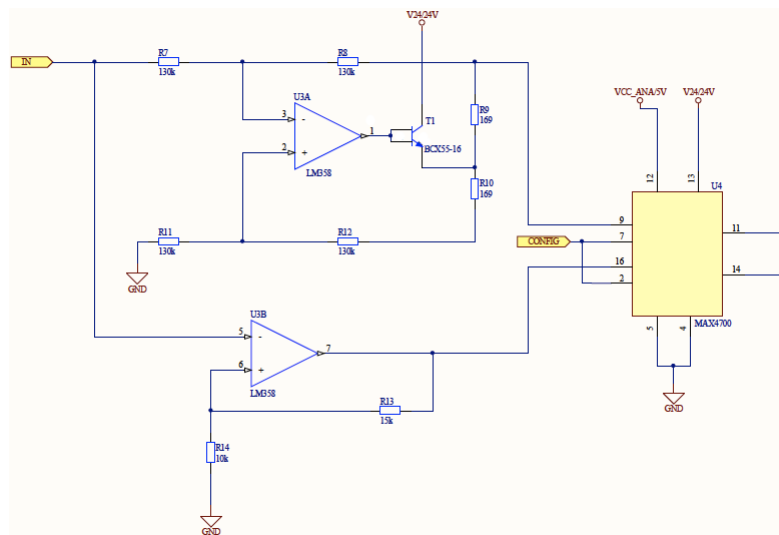 V24/24V
IN
R7
130k
R8
130k
U3A
3
-
2
+
1
LM358
T1
BCX55-16
R9
169
R10
169
VCC_ANA/5V
V24/24V
12
13
U4
R11
130k
R12
130k
GND
CONFIG
9
7
16
2
11
14
5
4
MAX4700
GND
U3B
5
-
6
+
7
LM358
R13
15k
R14
10k
GND